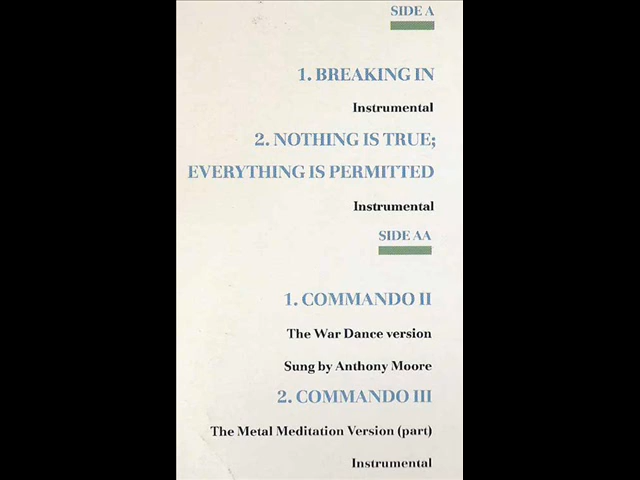 SIDE A
1. BREAKING IN
Instrumental
2. NOTHING IS TRUE;
EVERYTHING IS PERMITTED
Instrumental
SIDE AA
1. COMMANDO II
The War Dance version
Sung by Anthony Moore
2. COMMANDO III
The Metal Meditation Version (part)
Instrumental